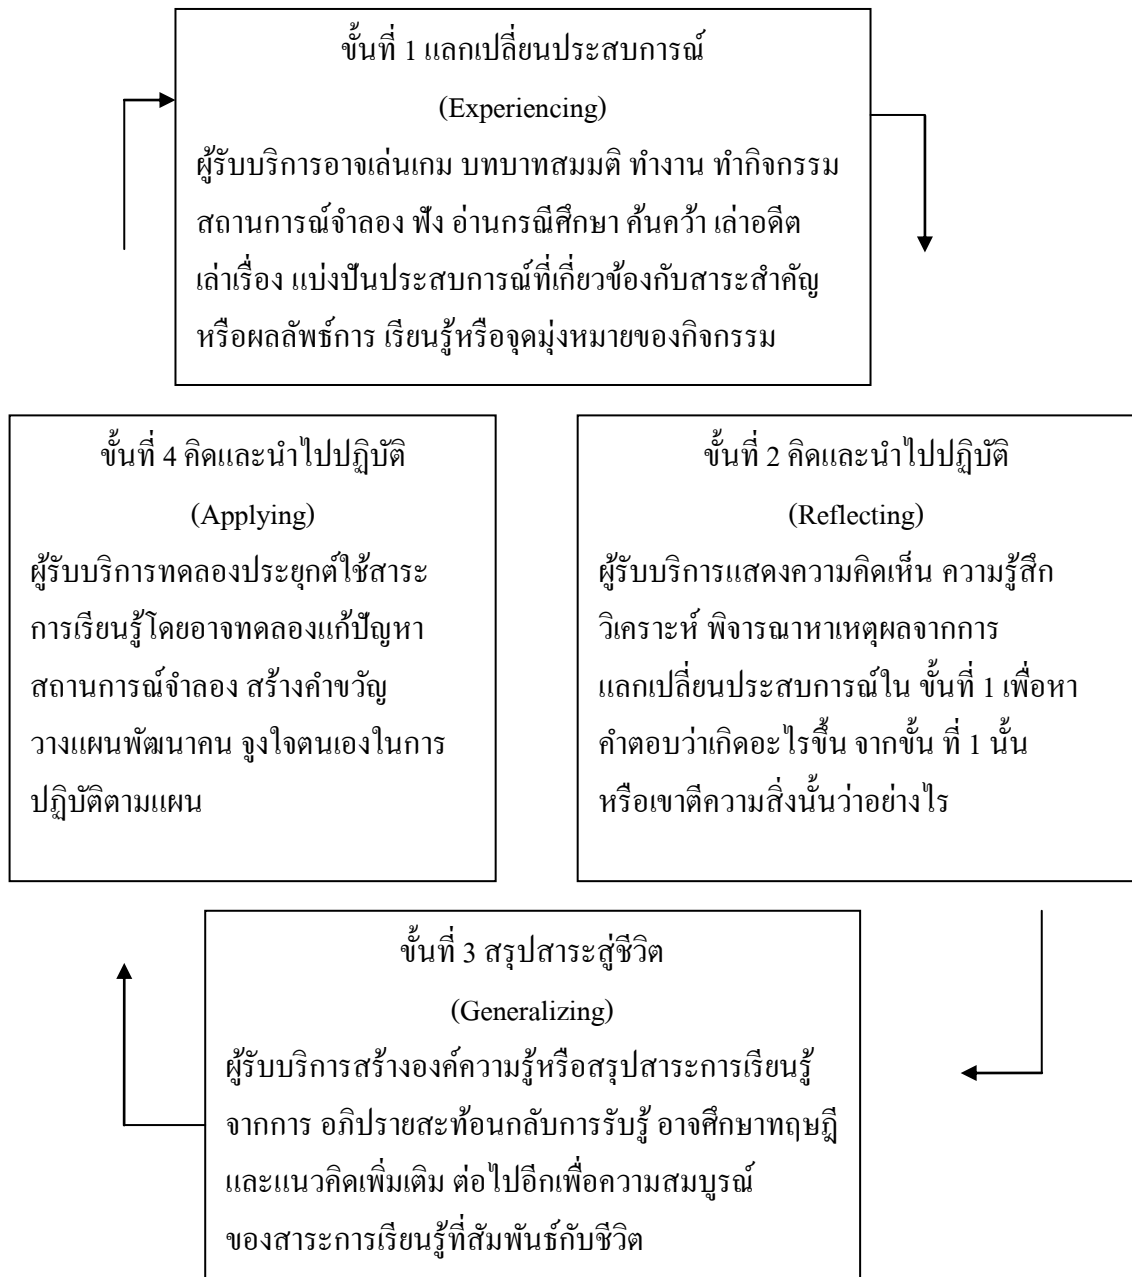 ขั้นที่ 1 แลกเปลี่ยนประสบการณ์
(Experiencing)
ผู้รับบริการอาจเล่นเกม บทบาทสมมติ ทำงาน ทำกิจกรรม
สถานการณ์จำลอง ฟัง อ่านกรณีศึกษา ค้นคว้า เล่าอดีต
เล่าเรื่อง แบ่งปันประสบการณ์ที่เกี่ยวข้องกับสาระสำคัญ
หรือผลลัพธ์การ เรียนรู้หรือจุดมุ่งหมายของกิจกรรม
ขั้นที่ 2 คิดและนำไปปฏิบัติ
(Reflecting)
ผู้รับบริการแสดงความคิดเห็น ความรู้สึก
วิเคราะห์ พิจารณาหาเหตุผลจากการ
แลกเปลี่ยนประสบการณ์ใน ขั้นที่ 1 เพื่อหา
คำตอบว่าเกิดอะไรขึ้น จากขั้น ที่ 1 นั้น
หรือเขาตีความสิ่งนั้นว่าอย่างไร
ขั้นที่ 3 สรุปสาระสู่ชีวิต
(Generalizing)
ผู้รับบริการสร้างองค์ความรู้หรือสรุปสาระการเรียนรู้
จากการ อภิปรายสะท้อนกลับการรับรู้ อาจศึกษาทฤษฎี
และแนวคิดเพิ่มเติม ต่อไปอีกเพื่อความสมบูรณ์
ของสาระการเรียนรู้ที่สัมพันธ์กับชีวิต
ขั้นที่ 4 คิดและนำไปปฏิบัติ
(Applying)
ผู้รับบริการทดลองประยุกต์ใช้สาระ
การเรียนรู้โดยอาจทดลองแก้ปัญหา
สถานการณ์จำลอง สร้างคำขวัญ
วางแผนพัฒนาคน จูงใจตนเองในการ
ปฏิบัติตามแผน